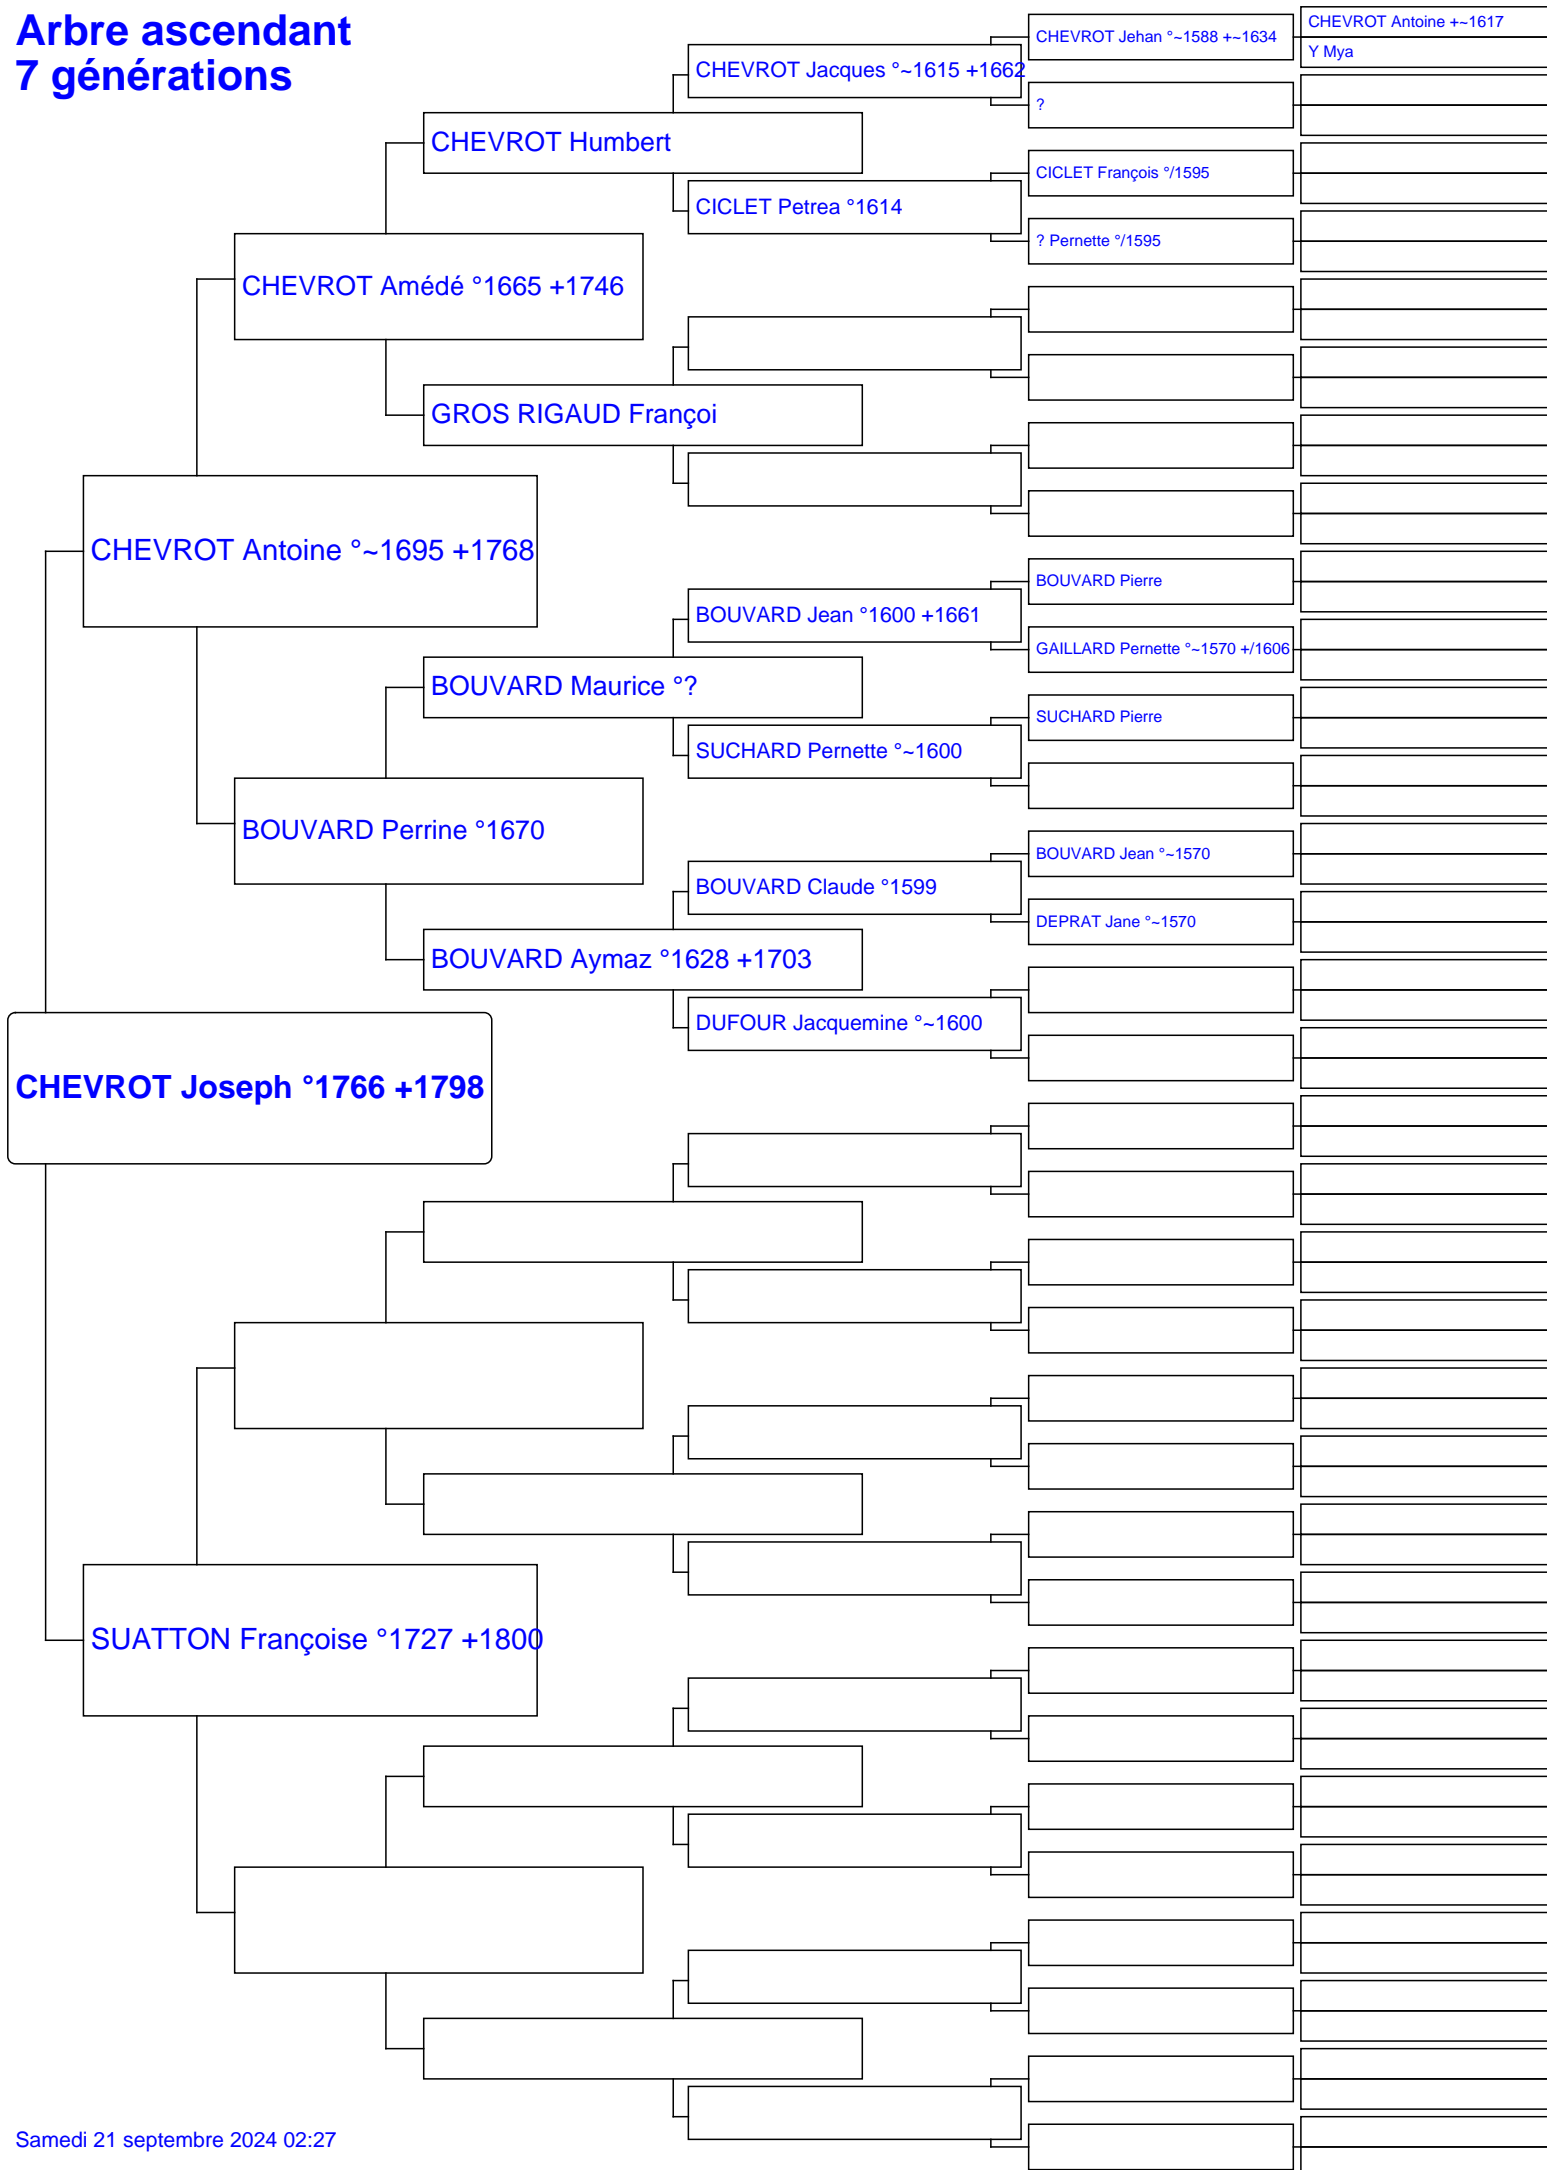 Arbre ascendant
7 générations
CHEVROT Antoine +~1617
Y Mya
CHEVROT Jehan °~1588 +~1634
CHEVROT Jacques °~1615 +1662
?
CHEVROT Humbert
CICLET François °/1595
CICLET Petrea °1614
? Pernette °/1595
CHEVROT Amédé °1665 +1746
GROS RIGAUD Françoi
CHEVROT Antoine °~1695 +1768
BOUVARD Pierre
BOUVARD Jean °1600 +1661
GAILLARD Pernette °~1570 +/1606
BOUVARD Maurice °?
SUCHARD Pierre
SUCHARD Pernette °~1600
BOUVARD Perrine °1670
BOUVARD Jean °~1570
BOUVARD Claude °1599
DEPRAT Jane °~1570
BOUVARD Aymaz °1628 +1703
DUFOUR Jacquemine °~1600
CHEVROT Joseph °1766 +1798
SUATTON Françoise °1727 +1800
Samedi 21 septembre 2024 02:27